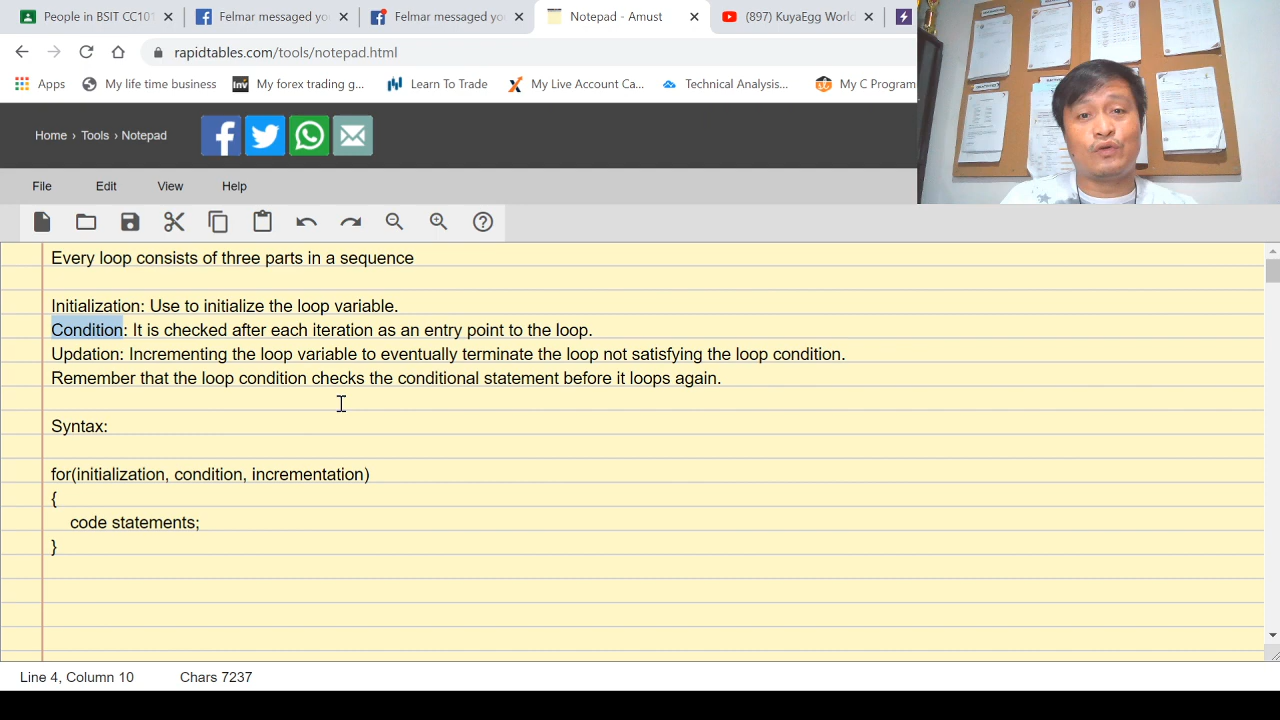 People in BSIT CC101
Felmar messaged yo
Felmar messaged yo
Notepad - Amust
(897) KuyaEgg World
rapidtables.com/tools/notepad.html
Apps
My life time business
Inv
My forex trading g...
Learn To Trade
My Live Account Ca...
Technical Analysis...
My C Program
Home › Tools › Notepad
File
Edit
View
Help
Every loop consists of three parts in a sequence
Initialization: Use to initialize the loop variable.
Condition: It is checked after each iteration as an entry point to the loop.
Updation: Incrementing the loop variable to eventually terminate the loop not satisfying the loop condition.
Remember that the loop condition checks the conditional statement before it loops again.
Syntax:
for(initialization, condition, incrementation)
{
code statements;
}
Line 4, Column 10
Chars 7237